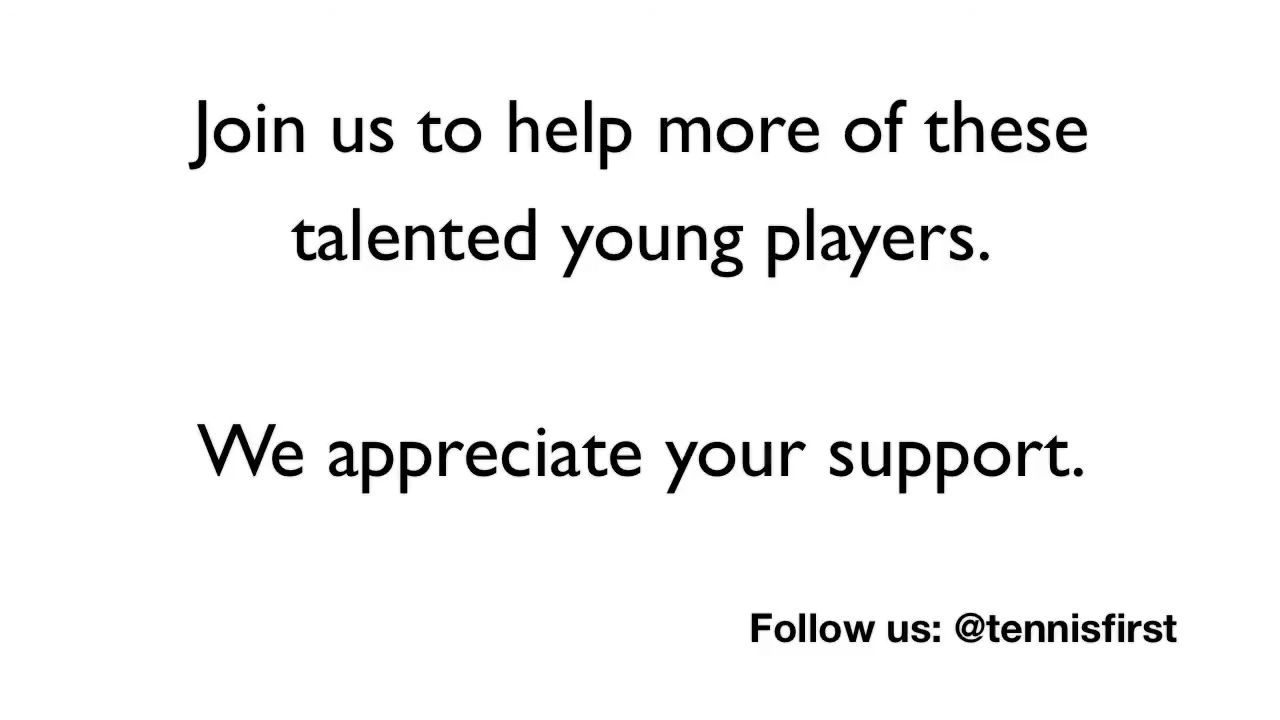 Join us to help more of these
talented young players.
We appreciate your support.
Follow us: @tennisfirst